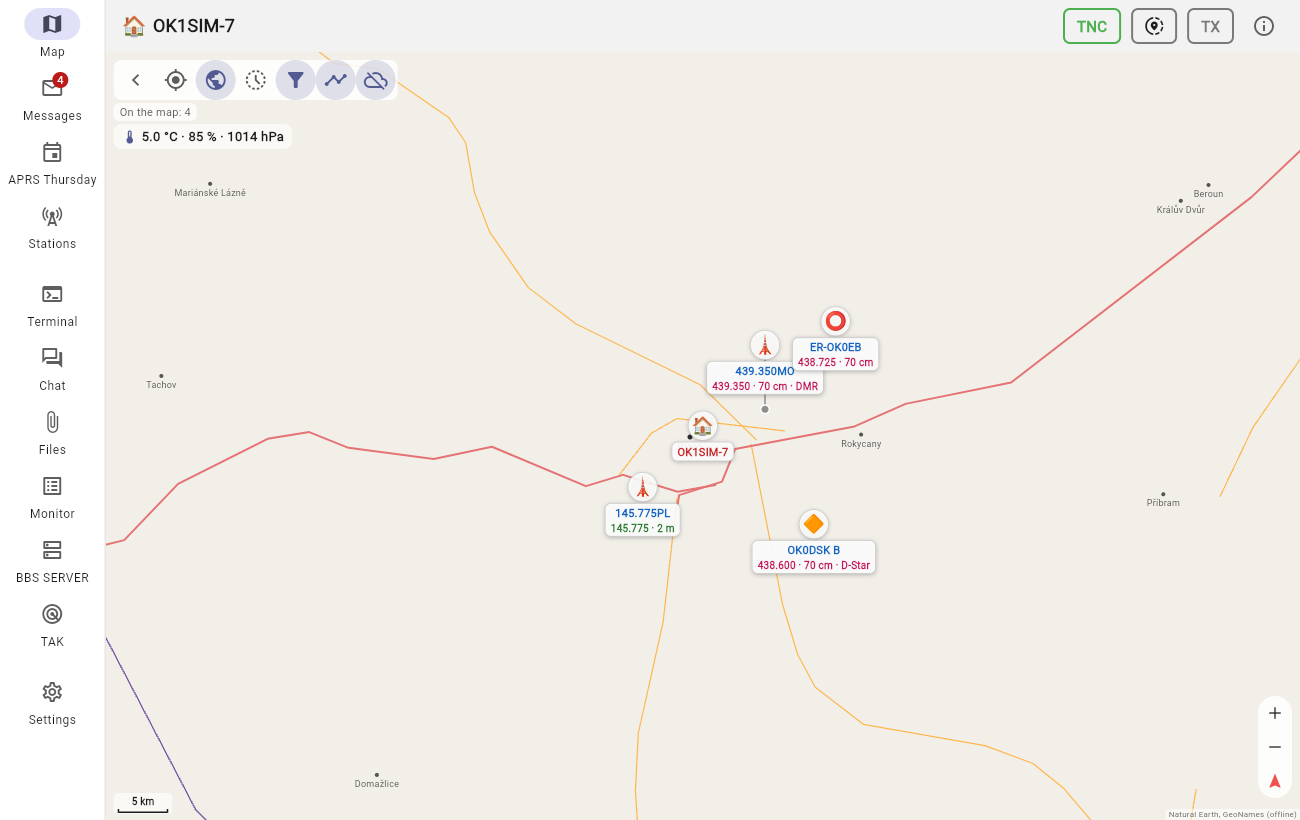 Map
4
Messages
APRS Thursday
Stations
Terminal
Chat
Files
Monitor
BBS SERVER
TAK
Settings
OK1SIM-7
TNC
TX
On the map: 4
5.0 °C · 85 % · 1014 hPa
Mariánské Lázně
Beroun
Králův Dvůr
Tachov
ER-OK0EB
438.725 · 70 cm
439.350MO
439.350 · 70 cm · DMR
OK1SIM-7
Rokycany
145.775PL
145.775 · 2 m
Příbram
OK0DSK B
438.600 · 70 cm · D-Star
Domažlice
5 km
Natural Earth, GeoNames (offline)